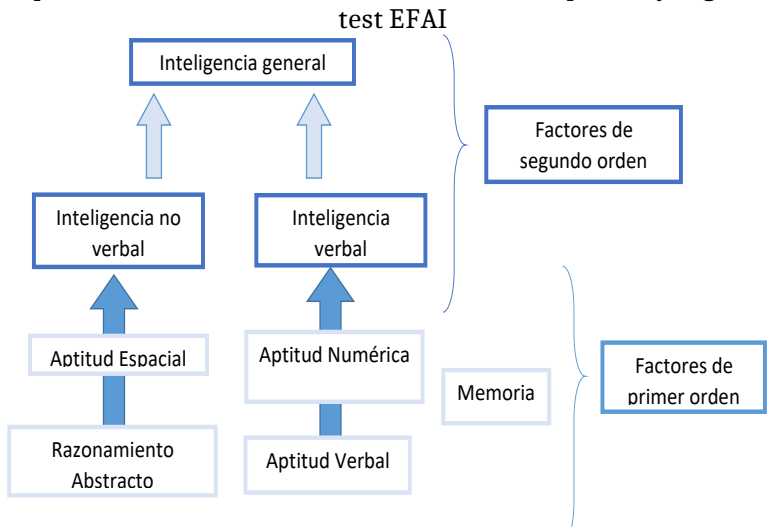 test EFAI
Inteligencia general
Factores de
segundo orden
Inteligencia no
verbal
Inteligencia
verbal
Aptitud Espacial
Aptitud Numérica
Memoria
Factores de
primer orden
Razonamiento
Abstracto
Aptitud Verbal